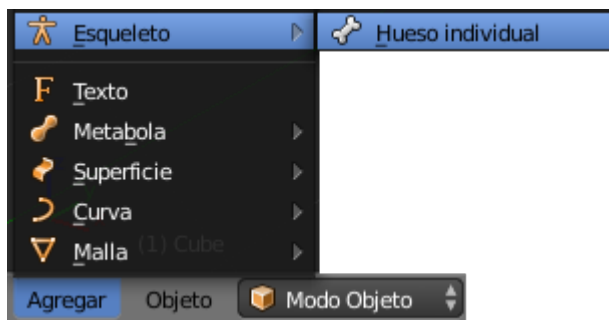 Esqueleto
Hueso individual
Texto
Metabola
Superficie
Curva
Malla
(1) Cube
Agregar Objeto Modo Objeto